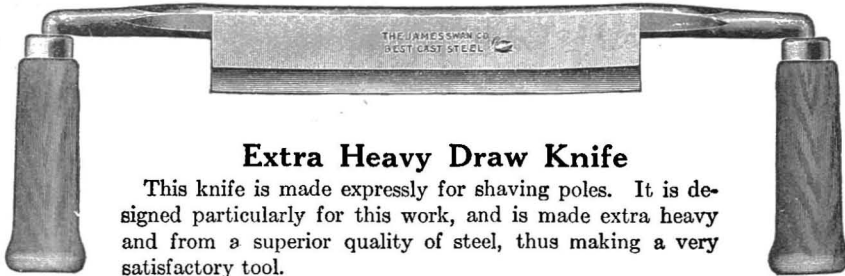 THE JAMES SWAN CO
BEST CAST STEEL
Extra Heavy Draw Knife
This knife is made expressly for shaving poles. It is de-
signed particularly for this work, and is made extra heavy
and from a superior quality of steel, thus making a very
satisfactory tool.